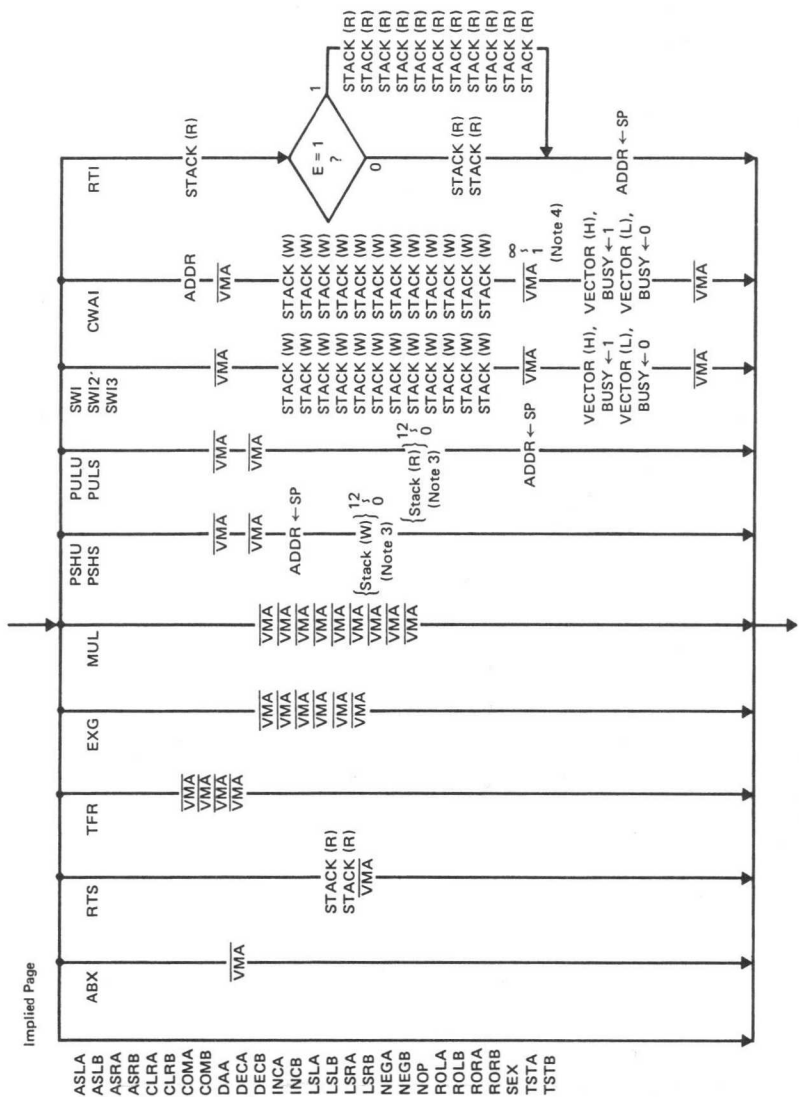 Implied Page
ASLA
ASLB
ASRA
ASRB
CLRA
CLRB
COMA
COMB
DAA
DECA
DECB
INCA
INCB
LSLA
LSLB
LSRA
LSRB
NEGA
NEGB
NOP
ROLA
ROLB
RORA
RORB
SEX
TSTA
TSTB
ABX
VMA
RTS
STACK (R)
STACK (R)
VMA
TFR
VMA
VMA
VMA
VMA
EXG
VMA
VMA
VMA
VMA
VMA
VMA
MUL
VMA
VMA
VMA
VMA
VMA
VMA
VMA
VMA
VMA
PSHU
PSHS
VMA
VMA
ADDR ← SP
{Stack (W)} 12 ⌇ 0
(Note 3)
PULU
PULS
VMA
VMA
{Stack (R)} 12 ⌇ 0
(Note 3)
ADDR ← SP
SWI
SWI2'
SWI3
VMA
STACK (W)
STACK (W)
STACK (W)
STACK (W)
STACK (W)
STACK (W)
STACK (W)
STACK (W)
STACK (W)
STACK (W)
STACK (W)
STACK (W)
VMA
VECTOR (H),
BUSY ← 1
VECTOR (L),
BUSY ← 0
VMA
CWAI
ADDR
VMA
STACK (W)
STACK (W)
STACK (W)
STACK (W)
STACK (W)
STACK (W)
STACK (W)
STACK (W)
STACK (W)
STACK (W)
STACK (W)
STACK (W)
VMA ∞ ⌇ 1
(Note 4)
VECTOR (H),
BUSY ← 1
VECTOR (L),
BUSY ← 0
VMA
RTI
STACK (R)
E = 1
?
1
0
STACK (R)
STACK (R)
STACK (R)
STACK (R)
STACK (R)
STACK (R)
STACK (R)
STACK (R)
STACK (R)
STACK (R)
STACK (R)
STACK (R)
STACK (R)
ADDR ← SP